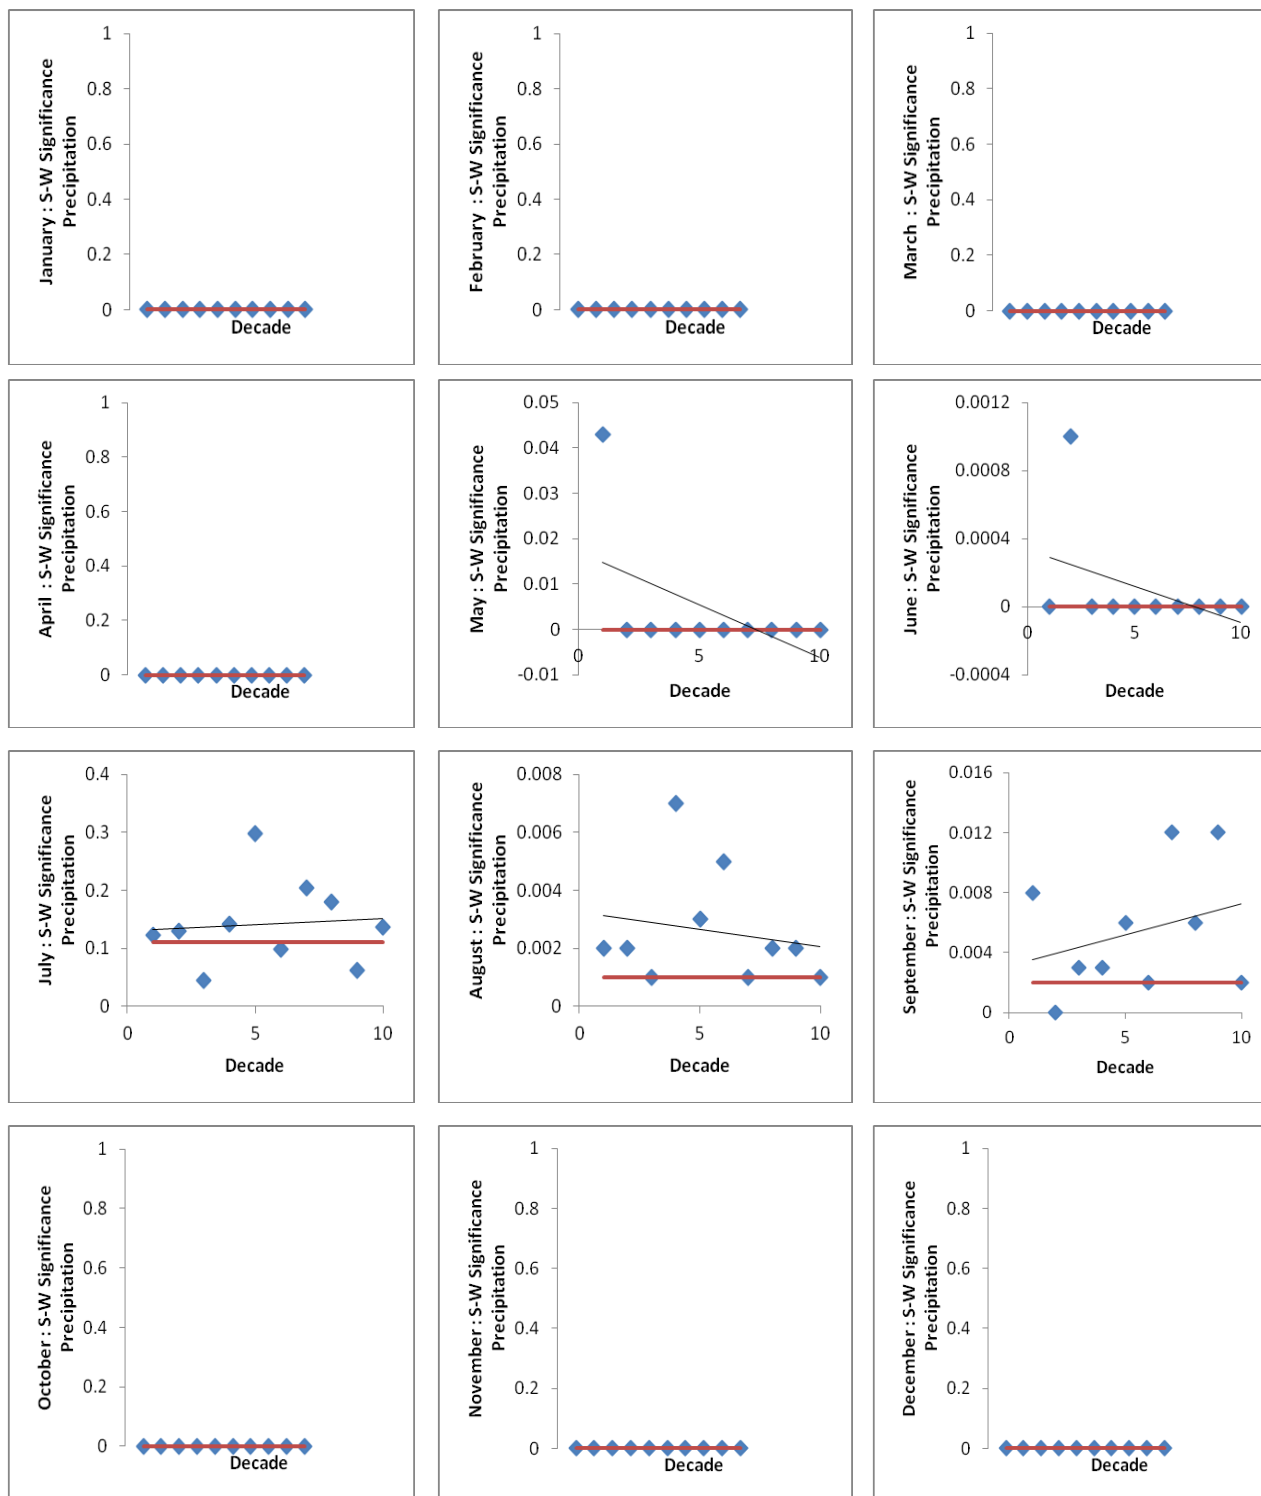 January : S-W Significance
Precipitation
1
0.8
0.6
0.4
0.2
0
Decade
February : S-W Significance
Precipitation
1
0.8
0.6
0.4
0.2
0
Decade
March : S-W Significance
Precipitation
1
0.8
0.6
0.4
0.2
0
Decade
April : S-W Significance
Precipitation
1
0.8
0.6
0.4
0.2
0
Decade
May : S-W Significance
Precipitation
0.05
0.04
0.03
0.02
0.01
0
-0.01
0 5 10
Decade
June : S-W Significance
Precipitation
0.0012
0.0008
0.0004
0
-0.0004
0 5 10
Decade
July : S-W Significance
Precipitation
0.4
0.3
0.2
0.1
0
0 5 10
Decade
August : S-W Significance
Precipitation
0.008
0.006
0.004
0.002
0
0 5 10
Decade
September : S-W Significance
Precipitation
0.016
0.012
0.008
0.004
0
0 5 10
Decade
October : S-W Significance
Precipitation
1
0.8
0.6
0.4
0.2
0
Decade
November : S-W Significance
Precipitation
1
0.8
0.6
0.4
0.2
0
Decade
December : S-W Significance
Precipitation
1
0.8
0.6
0.4
0.2
0
Decade